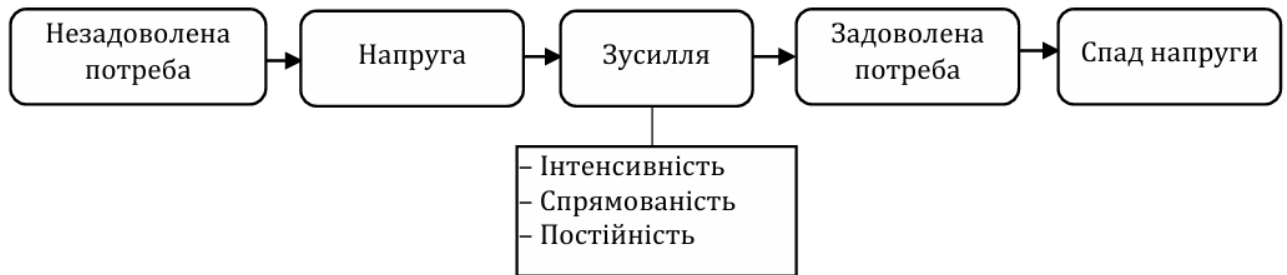 Незадоволена
потреба
Напруга
Зусилля
Задоволена
потреба
Спад напруги
– Інтенсивність
– Спрямованість
– Постійність